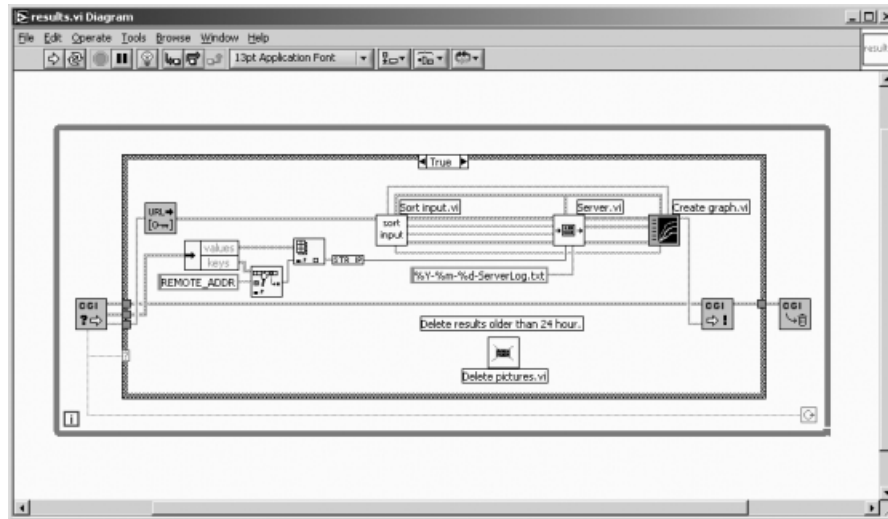 results.vi Diagram
File Edit Operate Tools Browse Window Help
13pt Application Font
result
True
URL
Sort input.vi
Server.vi
Create graph.vi
sort input
values
keys
STR IP
REMOTE_ADDR
%Y-%m-%d-ServerLog.txt
CGI
?
CGI
!
CGI
Delete results older than 24 hour.
?
Delete pictures.vi
i